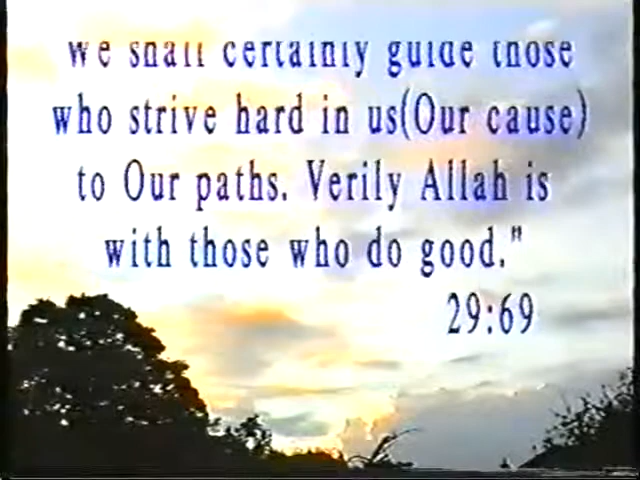 we shall certainly guide those
who strive hard in us(Our cause)
to Our paths. Verily Allah is
with those who do good."
29:69